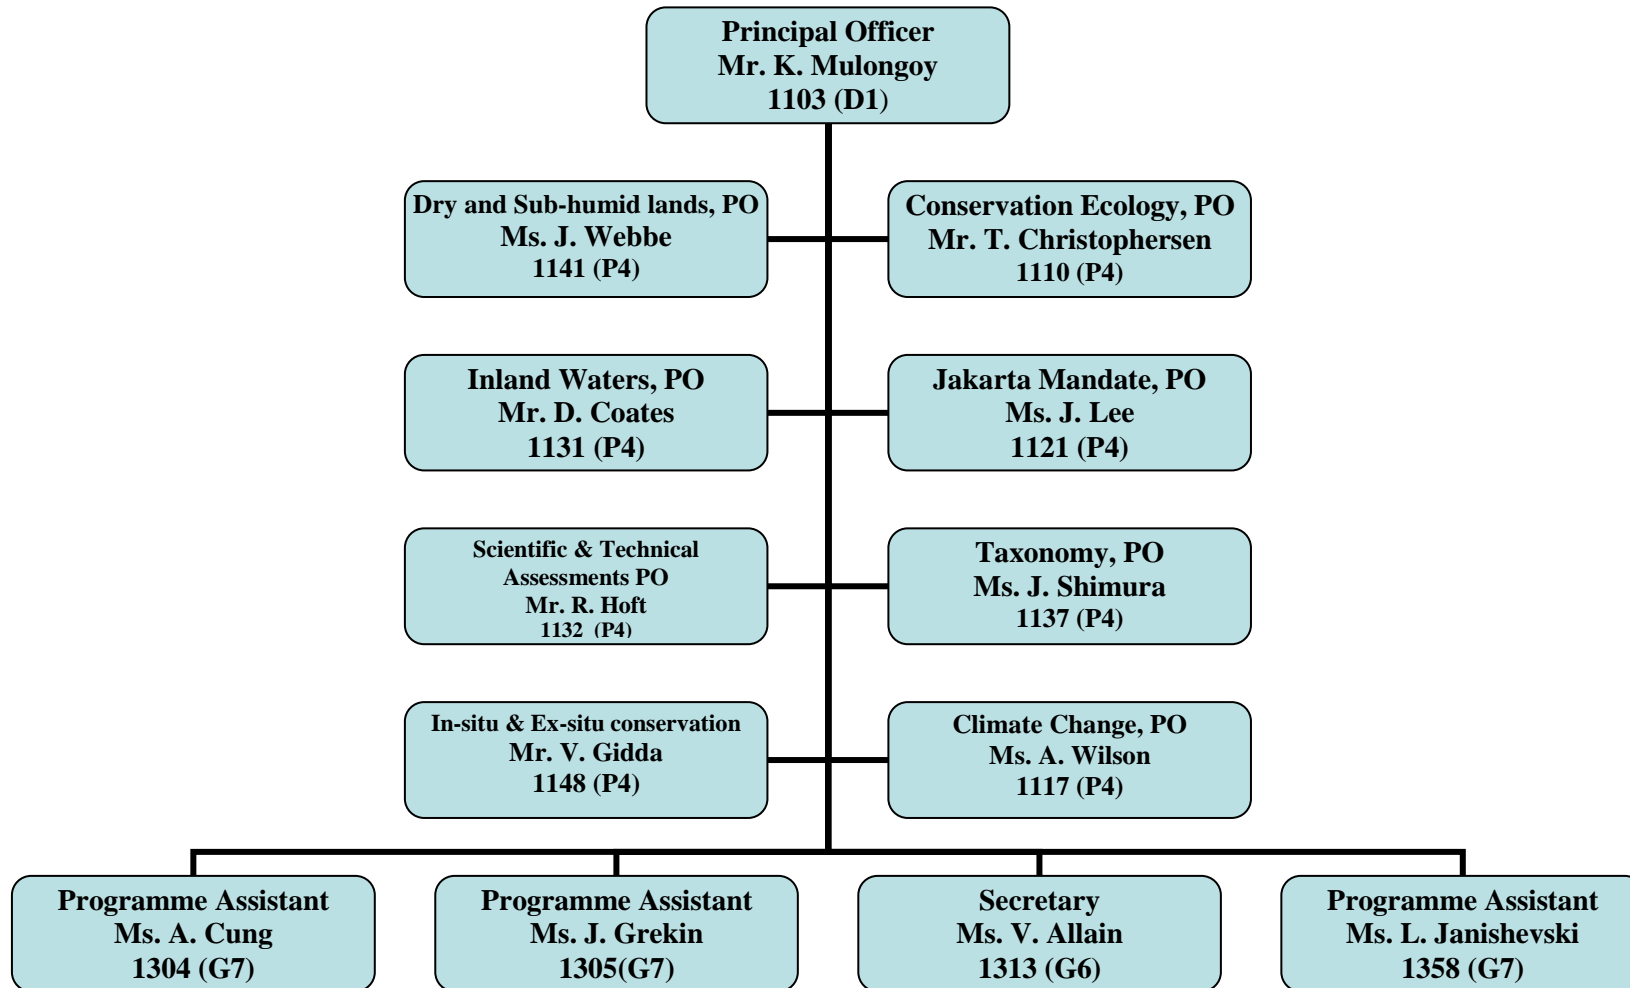 Principal Officer
Mr. K. Mulongoy
1103 (D1)
Dry and Sub-humid lands, PO
Ms. J. Webbe
1141 (P4)
Conservation Ecology, PO
Mr. T. Christophersen
1110 (P4)
Inland Waters, PO
Mr. D. Coates
1131 (P4)
Jakarta Mandate, PO
Ms. J. Lee
1121 (P4)
Scientific & Technical
Assessments PO
Mr. R. Hoft
1132 (P4)
Taxonomy, PO
Ms. J. Shimura
1137 (P4)
In-situ & Ex-situ conservation
Mr. V. Gidda
1148 (P4)
Climate Change, PO
Ms. A. Wilson
1117 (P4)
Programme Assistant
Ms. A. Cung
1304 (G7)
Programme Assistant
Ms. J. Grekin
1305(G7)
Secretary
Ms. V. Allain
1313 (G6)
Programme Assistant
Ms. L. Janishevski
1358 (G7)